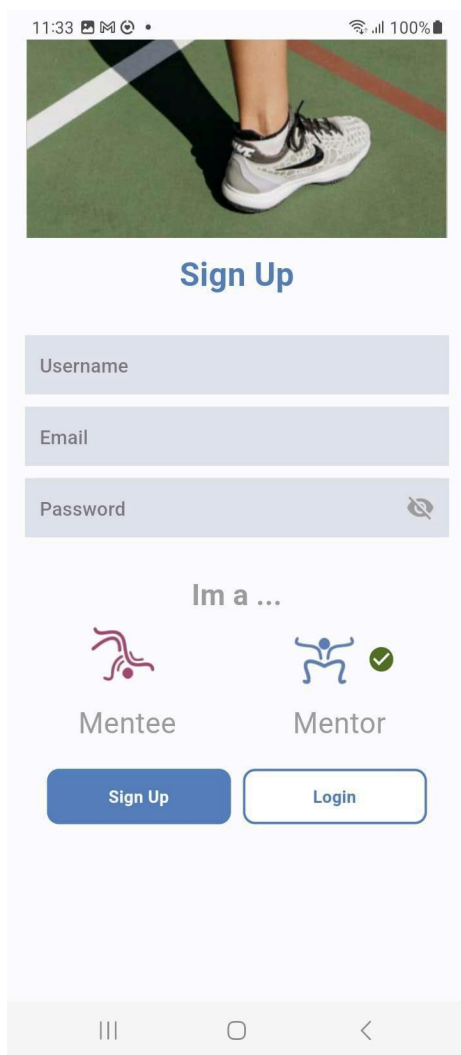 11:33
100%
Sign Up
Username
Email
Password
Im a ...
Mentee
Mentor
Sign Up
Login